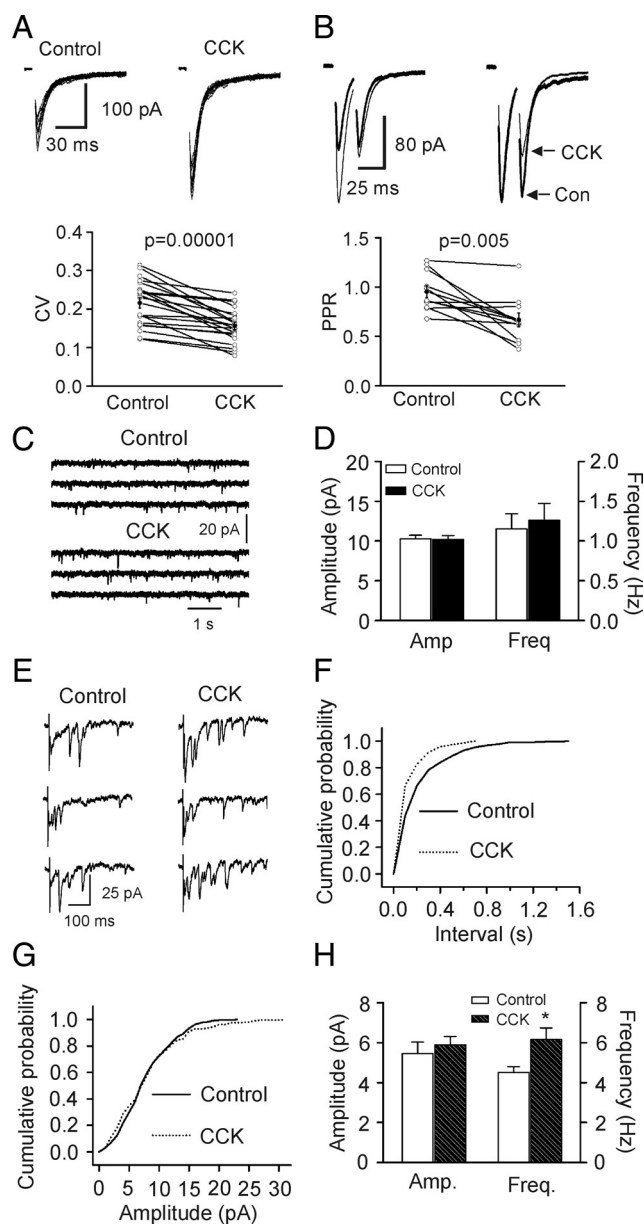 A
B
Control
CCK
100 pA
30 ms
80 pA
25 ms
CCK
Con
p=0.00001
CV
0.4
0.3
0.2
0.1
0.0
Control
CCK
p=0.005
PPR
1.5
1.0
0.5
0.0
Control
CCK
C
D
Control
CCK
20 pA
1 s
Control
CCK
Amplitude (pA)
20
15
10
5
0
Frequency (Hz)
2.0
1.5
1.0
0.5
0.0
Amp
Freq
E
F
Control
CCK
25 pA
100 ms
Cumulative probability
1.0
0.8
0.6
0.4
0.2
0.0
Control
CCK
0.0
0.4
0.8
1.2
1.6
Interval (s)
G
H
Cumulative probability
1.0
0.8
0.6
0.4
0.2
0.0
Control
CCK
0
5
10
15
20
25
30
Amplitude (pA)
Control
CCK
*
Amplitude (pA)
8
6
4
2
0
Frequency (Hz)
8
6
4
2
0
Amp.
Freq.